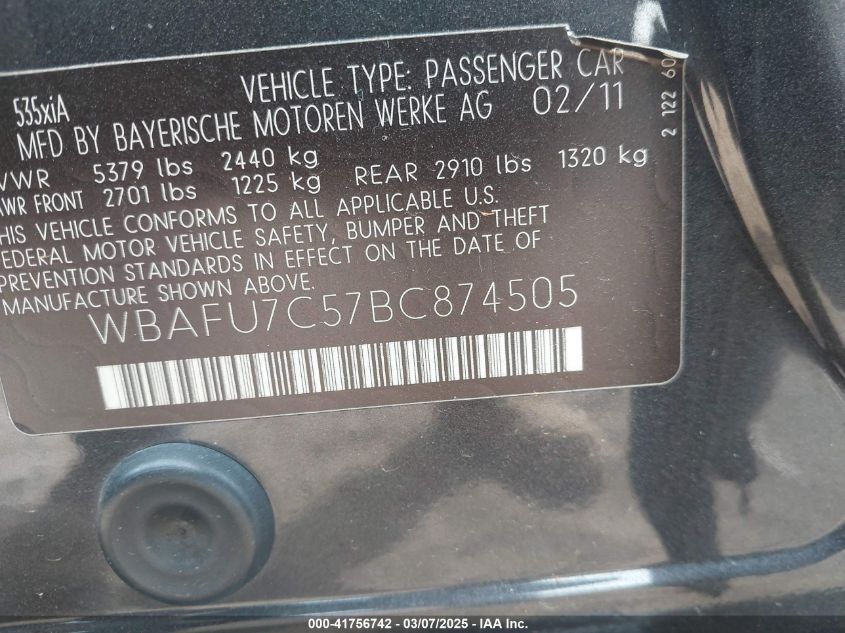 535xiA VEHICLE TYPE: PASSENGER CAR
MFD BY BAYERISCHE MOTOREN WERKE AG 02/11
VWR 5379 lbs 2440 kg
AWR FRONT 2701 lbs 1225 kg REAR 2910 lbs 1320 kg
THIS VEHICLE CONFORMS TO ALL APPLICABLE U.S.
FEDERAL MOTOR VEHICLE SAFETY, BUMPER AND THEFT
PREVENTION STANDARDS IN EFFECT ON THE DATE OF
MANUFACTURE SHOWN ABOVE.
WBAFU7C57BC874505
2 122 60
000-41756742 - 03/07/2025 - IAA Inc.